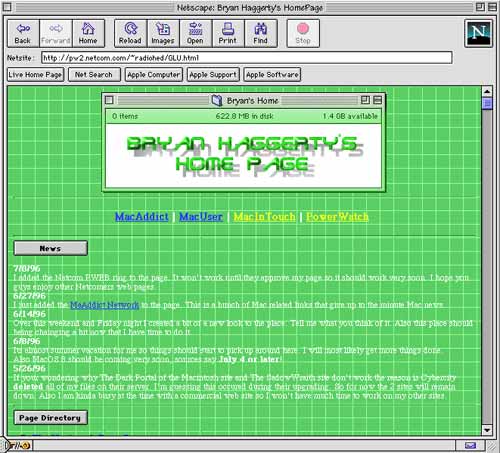 Netscape: Bryan Haggerty's HomePage
Back Forward Home Reload Images Open Print Find Stop
N
Netsite: http://pw2.netcom.com/~radiohed/GLU.html
Live Home Page Net Search Apple Computer Apple Support Apple Software
Bryan's Home
0 items 622.8 MB in disk 1.4 GB available
BRYAN HAGGERTY'S
HOME PAGE
MacAddict | MacUser | MacInTouch | PowerWatch
News
7/8/96
I added the Netcom RWEB ring to the page. It won't work until they approve my page so it should work very soon. I hope you
guys enjoy other Netcomers web pages.
6/27/96
I just added the MaAddict Network to the page. This is a bunch of Mac related links that give up to the minute Mac news.
6/14/96
Over this weekend and Friday night I created a bit of a new look to the place. Tell me what you think of it. Also this place should
being chainging a bit now that I have time to do it.
6/8/96
Its almost summer vacation for me so things should start to pick up around here. I will most likely get more things done.
Also MacOS 8 should be coming very soon, sources say July 4 or later!
5/26/96
If your wondering why The Dark Portal of the Macintosh site and The SadowWraith site don't work the reason is Cybercity
deleted all of my files on their server. I'm guessing this occured during their upgrading. So for now the 2 sites will remain
down. Also I am kinda busy at the time with a commercial web site so I won't have much time to work on my other sites.
Page Directory